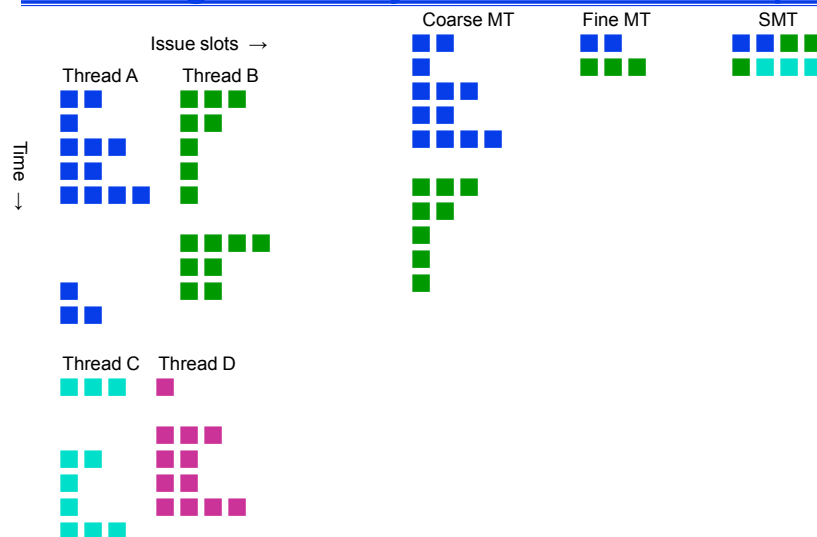 Coarse MT Fine MT SMT
Issue slots →
Thread A Thread B
Time →
Thread C Thread D